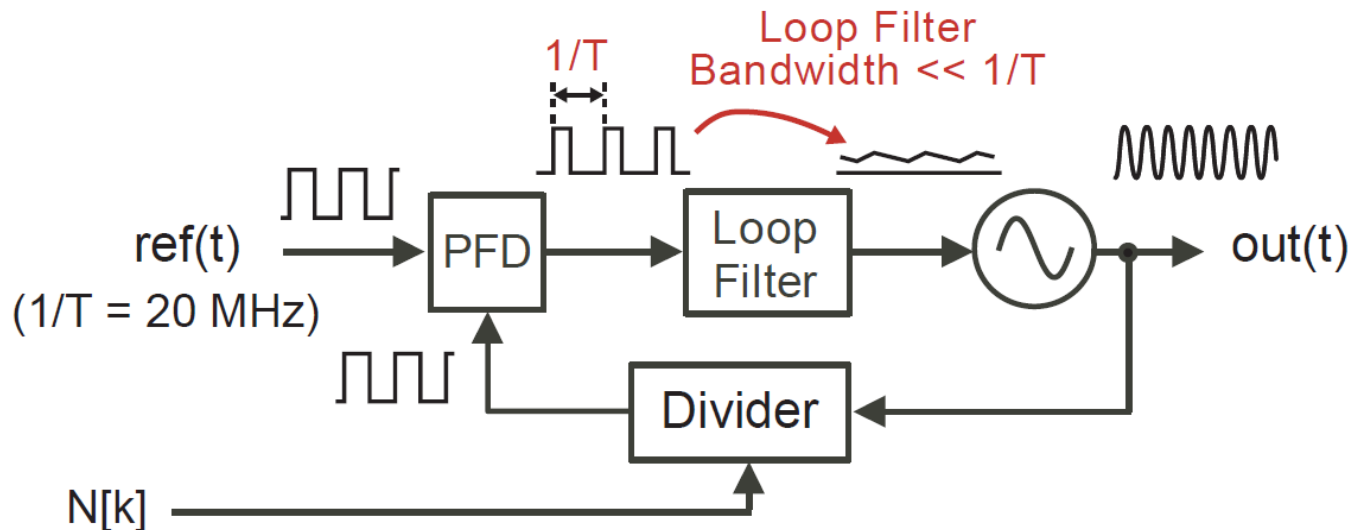 Loop Filter
Bandwidth << 1/T
1/T
ref(t)
(1/T = 20 MHz)
PFD
Loop
Filter
out(t)
Divider
N[k]